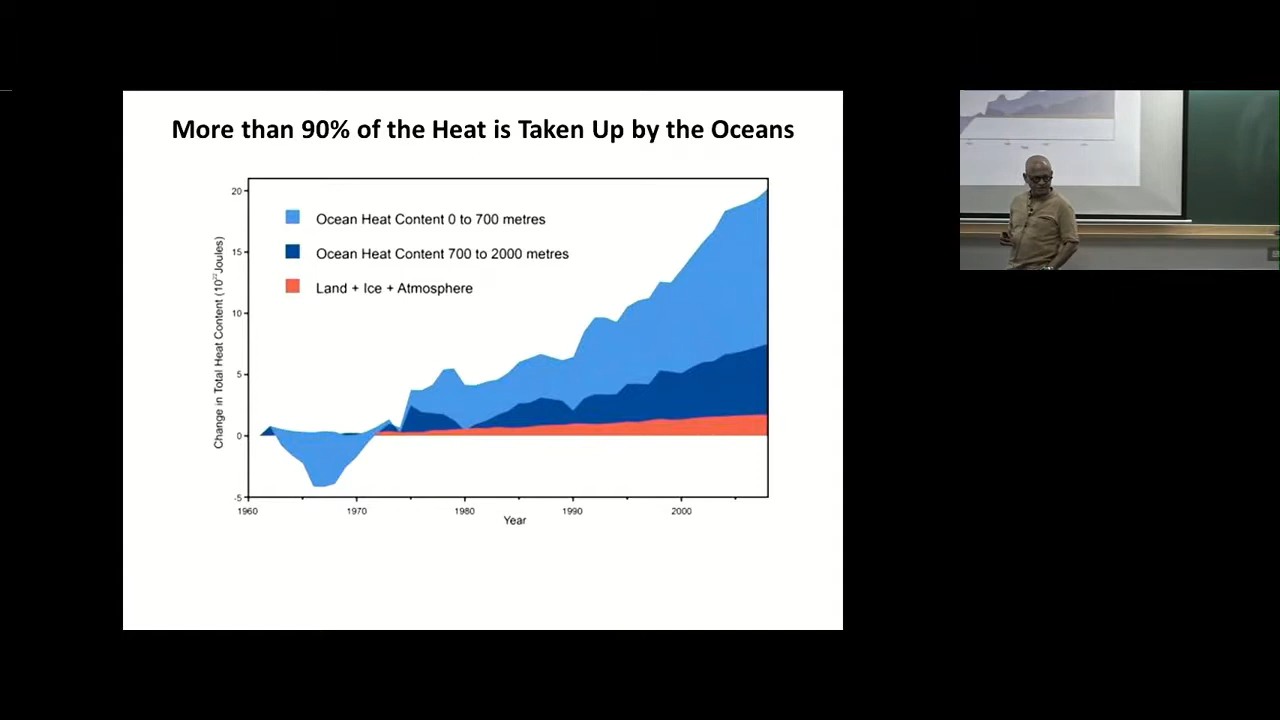 More than 90% of the Heat is Taken Up by the Oceans
20
15
10
5
0
-5
Change in Total Heat Content (10²²Joules)
Ocean Heat Content 0 to 700 metres
Ocean Heat Content 700 to 2000 metres
Land + Ice + Atmosphere
1960 1970 1980 1990 2000
Year